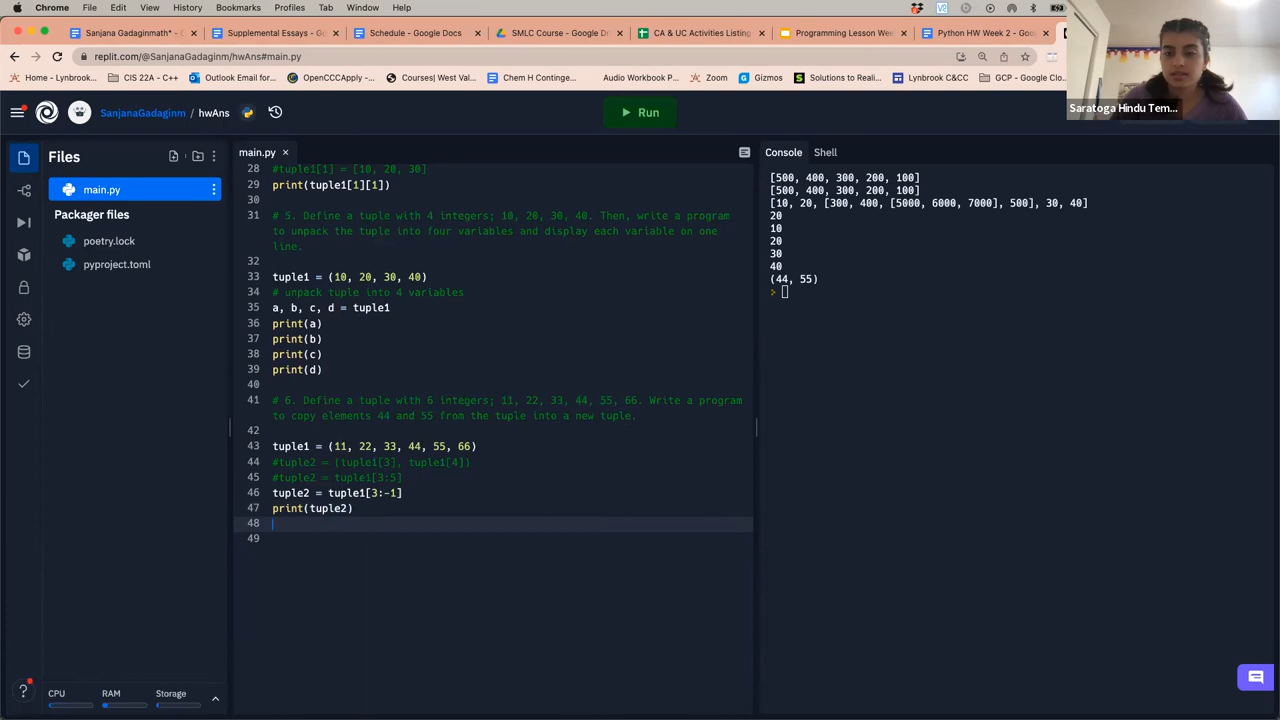 Chrome File Edit View History Bookmarks Profiles Tab Window Help
Sanjana Gadaginmath* - G Supplemental Essays - Goog Schedule - Google Docs SMLC Course - Google Dr CA & UC Activities Listing Programming Lesson Wee Python HW Week 2 - Goog
replit.com/@SanjanaGadaginm/hwAns#main.py
Home - Lynbrook... CIS 22A - C++ Outlook Email for... OpenCCCApply -... Course| West Val... Chem H Continge... Audio Workbook P... Zoom Gizmos Solutions to Reali... Lynbrook C&CC GCP - Google Clo...
Saratoga Hindu Tem...
SanjanaGadaginm / hwAns
Run
Files
main.py
Packager files
poetry.lock
pyproject.toml
CPU RAM Storage
main.py
28 #tuple1[1] = [10, 20, 30]
29 print(tuple1[1][1])
30
31 # 5. Define a tuple with 4 integers; 10, 20, 30, 40. Then, write a program
to unpack the tuple into four variables and display each variable on one
line.
32
33 tuple1 = (10, 20, 30, 40)
34 # unpack tuple into 4 variables
35 a, b, c, d = tuple1
36 print(a)
37 print(b)
38 print(c)
39 print(d)
40
41 # 6. Define a tuple with 6 integers; 11, 22, 33, 44, 55, 66. Write a program
to copy elements 44 and 55 from the tuple into a new tuple.
42
43 tuple1 = (11, 22, 33, 44, 55, 66)
44 #tuple2 = (tuple1[3], tuple1[4])
45 #tuple2 = tuple1[3:5]
46 tuple2 = tuple1[3:-1]
47 print(tuple2)
48
49
Console Shell
[500, 400, 300, 200, 100]
[500, 400, 300, 200, 100]
[10, 20, [300, 400, [5000, 6000, 7000], 500], 30, 40]
20
10
20
30
40
(44, 55)
>